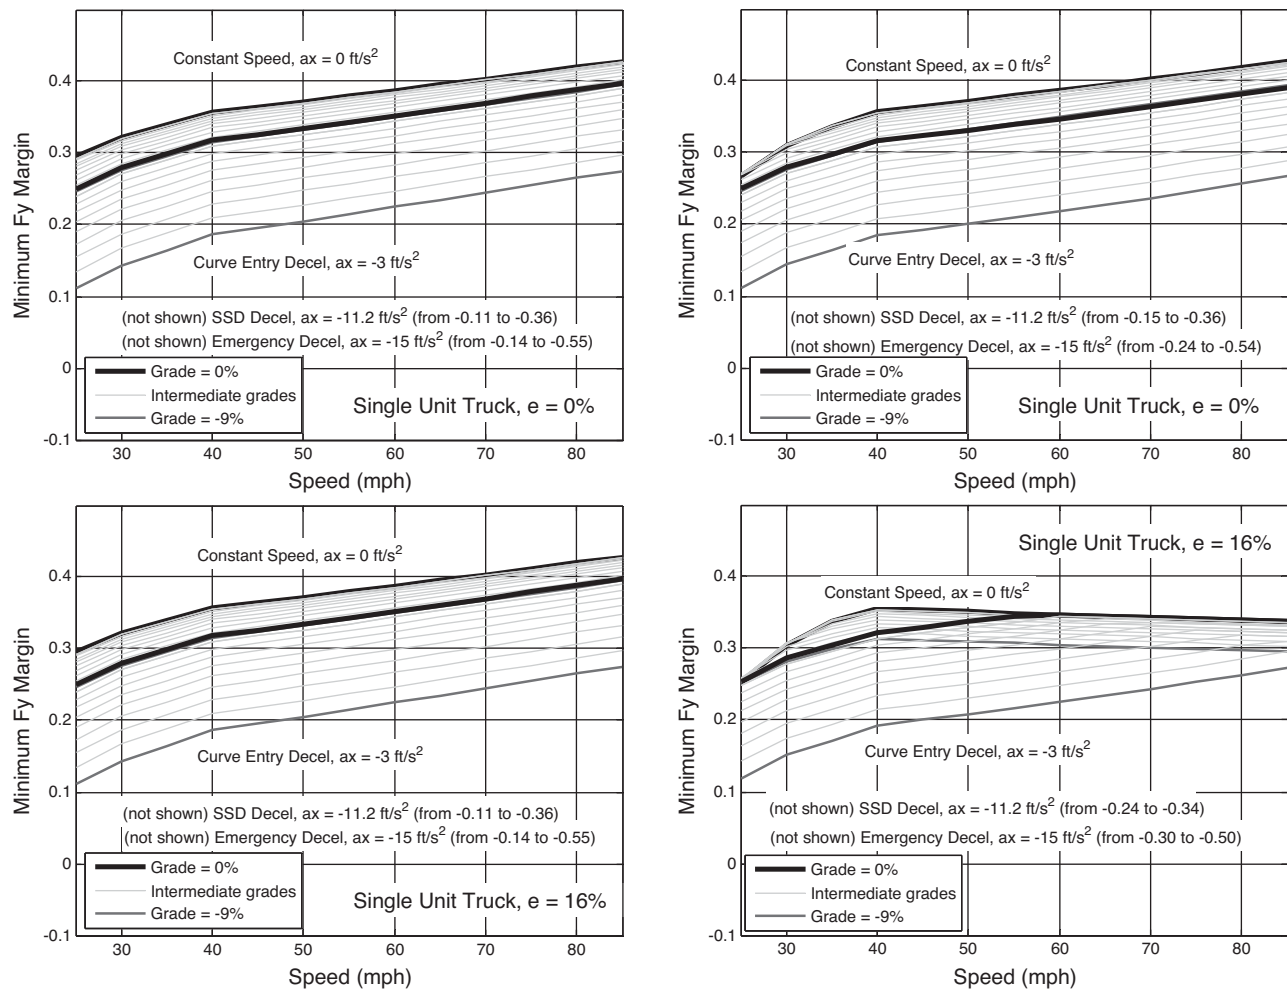 Constant Speed, ax = 0 ft/s²
0.4
0.3
0.2
Curve Entry Decel, ax = -3 ft/s²
0.1
(not shown) SSD Decel, ax = -11.2 ft/s² (from -0.11 to -0.36)
(not shown) Emergency Decel, ax = -15 ft/s² (from -0.14 to -0.55)
0
Grade = 0%
Intermediate grades
Grade = -9%
Single Unit Truck, e = 0%
-0.1
30 40 50 60 70 80
Speed (mph)
Minimum Fy Margin
Constant Speed, ax = 0 ft/s²
0.4
0.3
0.2
Curve Entry Decel, ax = -3 ft/s²
0.1
(not shown) SSD Decel, ax = -11.2 ft/s² (from -0.15 to -0.36)
(not shown) Emergency Decel, ax = -15 ft/s² (from -0.24 to -0.54)
0
Grade = 0%
Intermediate grades
Grade = -9%
Single Unit Truck, e = 0%
-0.1
30 40 50 60 70 80
Speed (mph)
Minimum Fy Margin
Constant Speed, ax = 0 ft/s²
0.4
0.3
0.2
Curve Entry Decel, ax = -3 ft/s²
0.1
(not shown) SSD Decel, ax = -11.2 ft/s² (from -0.11 to -0.36)
(not shown) Emergency Decel, ax = -15 ft/s² (from -0.14 to -0.55)
0
Grade = 0%
Intermediate grades
Grade = -9%
Single Unit Truck, e = 16%
-0.1
30 40 50 60 70 80
Speed (mph)
Minimum Fy Margin
Single Unit Truck, e = 16%
0.4
Constant Speed, ax = 0 ft/s²
0.3
0.2
Curve Entry Decel, ax = -3 ft/s²
0.1
(not shown) SSD Decel, ax = -11.2 ft/s² (from -0.24 to -0.34)
(not shown) Emergency Decel, ax = -15 ft/s² (from -0.30 to -0.50)
0
Grade = 0%
Intermediate grades
Grade = -9%
-0.1
30 40 50 60 70 80
Speed (mph)
Minimum Fy Margin